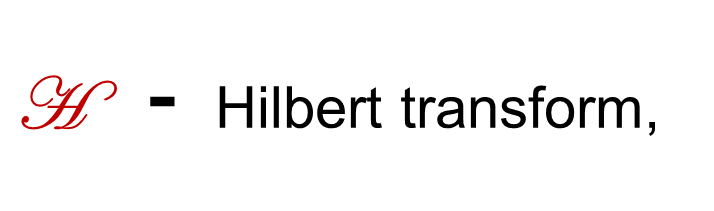 ℋ - Hilbert transform,